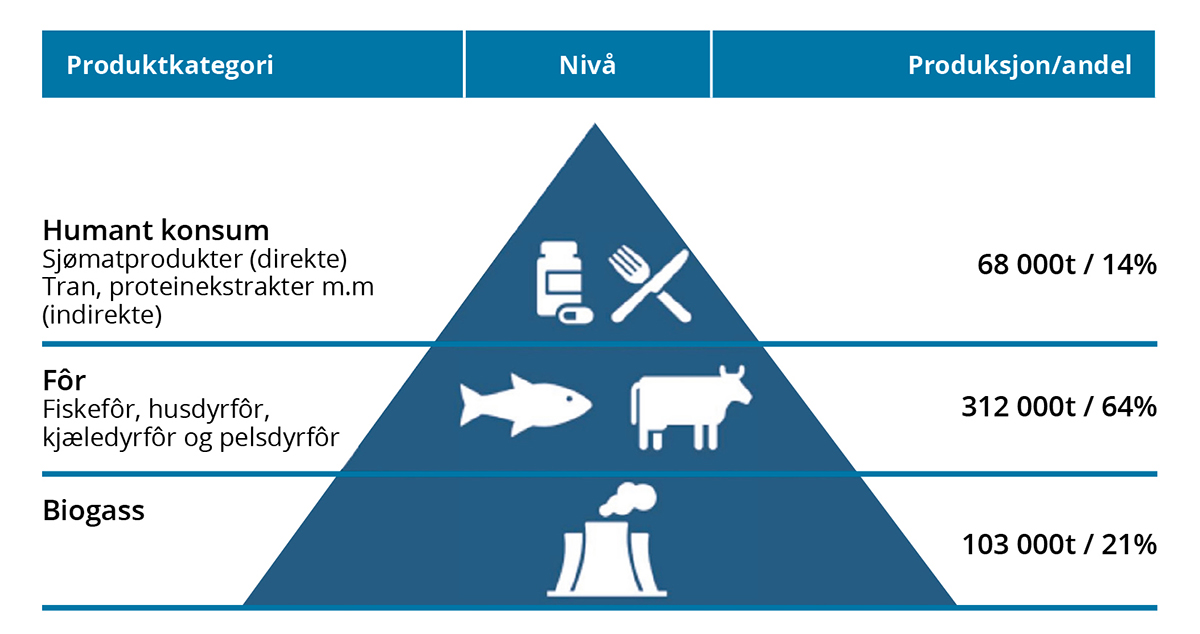 Produktkategori
Nivå
Produksjon/andel
Humant konsum
Sjømatprodukter (direkte)
Tran, proteinekstrakter m.m
(indirekte)
68 000t / 14%
Fôr
Fiskefôr, husdyrfôr,
kjæledyrfôr og pelsdyrfôr
312 000t / 64%
Biogass
103 000t / 21%